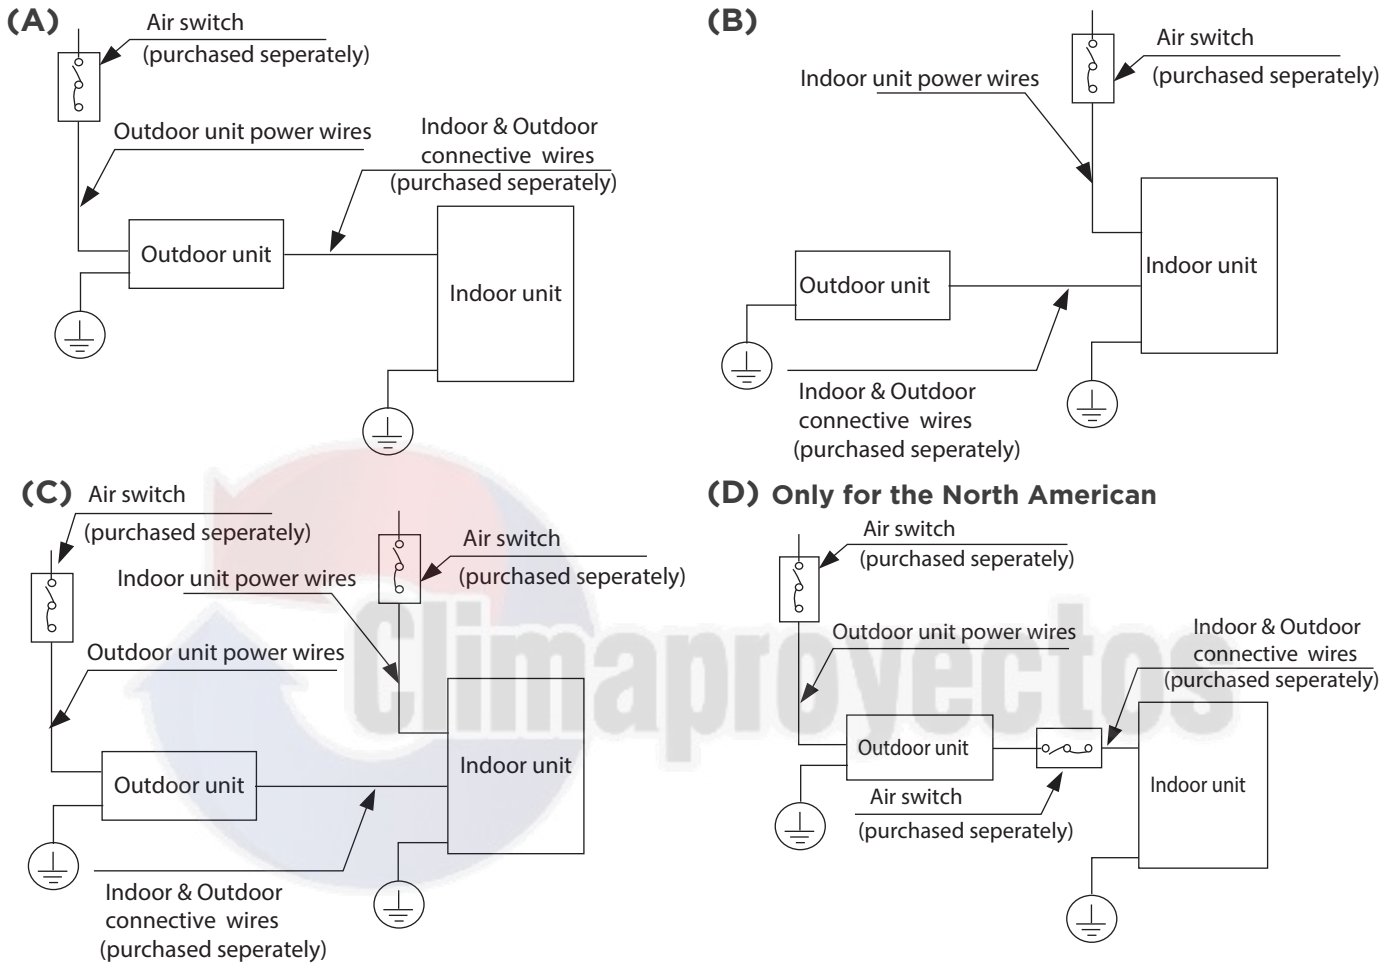 (A)
Air switch
(purchased seperately)
Outdoor unit power wires
Indoor & Outdoor
connective wires
(purchased seperately)
Outdoor unit
Indoor unit
(B)
Air switch
(purchased seperately)
Indoor unit power wires
Indoor unit
Outdoor unit
Indoor & Outdoor
connective wires
(purchased seperately)
(C) Air switch
(purchased seperately)
Air switch
(purchased seperately)
Indoor unit power wires
Outdoor unit power wires
Indoor unit
Outdoor unit
Indoor & Outdoor
connective wires
(purchased seperately)
(D) Only for the North American
Air switch
(purchased seperately)
Outdoor unit power wires
Indoor & Outdoor
connective wires
(purchased seperately)
Outdoor unit
Indoor unit
Air switch
(purchased seperately)
Climaproyectos